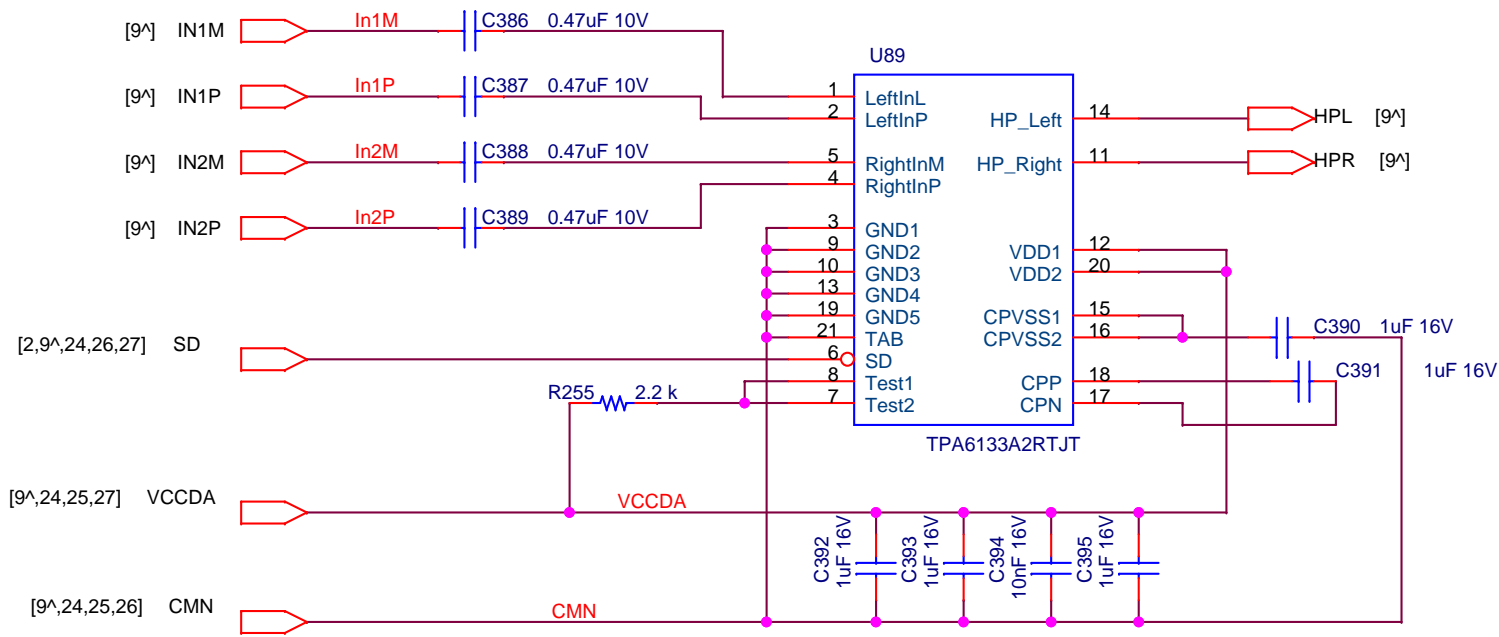 [9^] IN1M In1M C386 0.47uF 10V
U89
[9^] IN1P In1P C387 0.47uF 10V
1 LeftInL
2 LeftInP HP_Left 14 HPL [9^]
[9^] IN2M In2M C388 0.47uF 10V 5 RightInM HP_Right 11 HPR [9^]
4 RightInP
[9^] IN2P In2P C389 0.47uF 10V
3 GND1
9 GND2 VDD1 12
10 GND3 VDD2 20
13 GND4
19 GND5 CPVSS1 15
21 TAB CPVSS2 16 C390 1uF 16V
[2,9^,24,26,27] SD 6 SD
8 Test1 CPP 18 C391 1uF 16V
R255 2.2 k 7 Test2 CPN 17
TPA6133A2RTJT
[9^,24,25,27] VCCDA VCCDA
C392 1uF 16V
C393 1uF 16V
C394 10nF 16V
C395 1uF 16V
[9^,24,25,26] CMN CMN